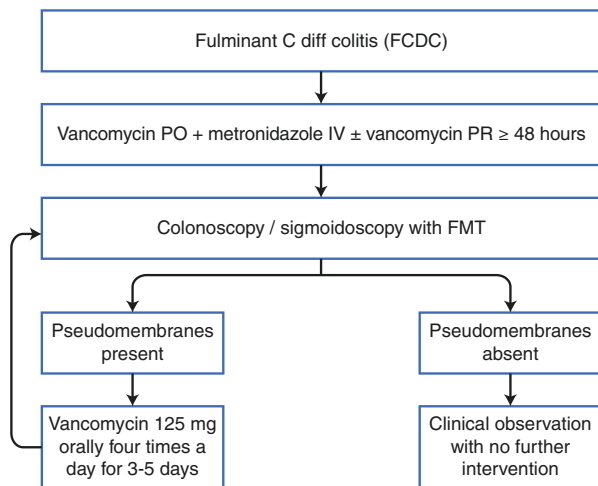 Fulminant C diff colitis (FCDC)
Vancomycin PO + metronidazole IV ± vancomycin PR ≥ 48 hours
Colonoscopy / sigmoidoscopy with FMT
Pseudomembranes
present
Pseudomembranes
absent
Vancomycin 125 mg
orally four times a
day for 3-5 days
Clinical observation
with no further
intervention